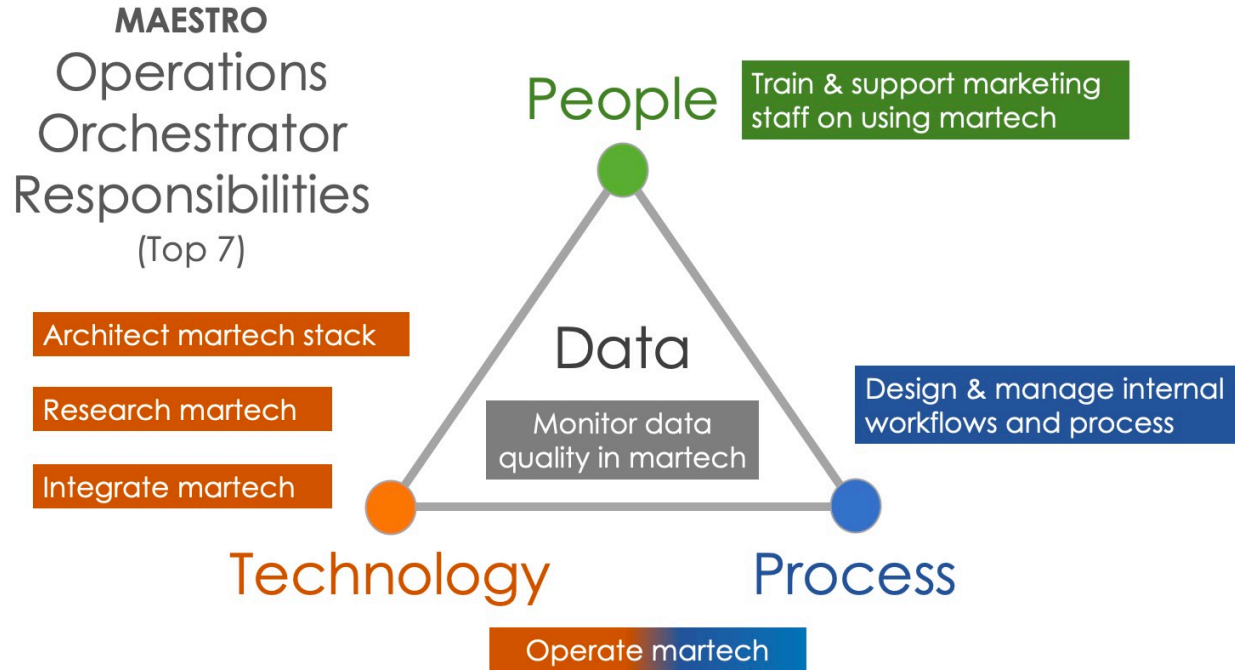 MAESTRO
Operations
Orchestrator
Responsibilities
(Top 7)
People
Train & support marketing
staff on using martech
Architect martech stack
Research martech
Integrate martech
Data
Monitor data
quality in martech
Design & manage internal
workflows and process
Technology
Process
Operate martech